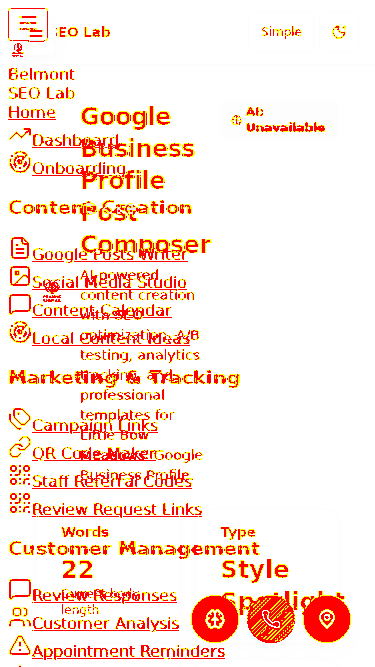 SEO Lab
Simple
Belmont
SEO Lab
Home
Dashboard
Onboarding
Google
Business
Profile
Post
Composer
AI
Unavailable
Content Creation
Google Posts Writer
Social Media Studio
Content Calendar
Local Content Ideas
AI-powered
content creation
with SEO
optimization, A/B
testing, analytics
tracking, and
professional
templates for
Little Bow
Meadows Google
Business Profile
Marketing & Tracking
Campaign Links
QR Code Maker
Staff Referral Codes
Review Request Links
Words
22
length
Type
Style
Spotlight
Customer Management
Review Responses
Customer Analysis
Appointment Reminders